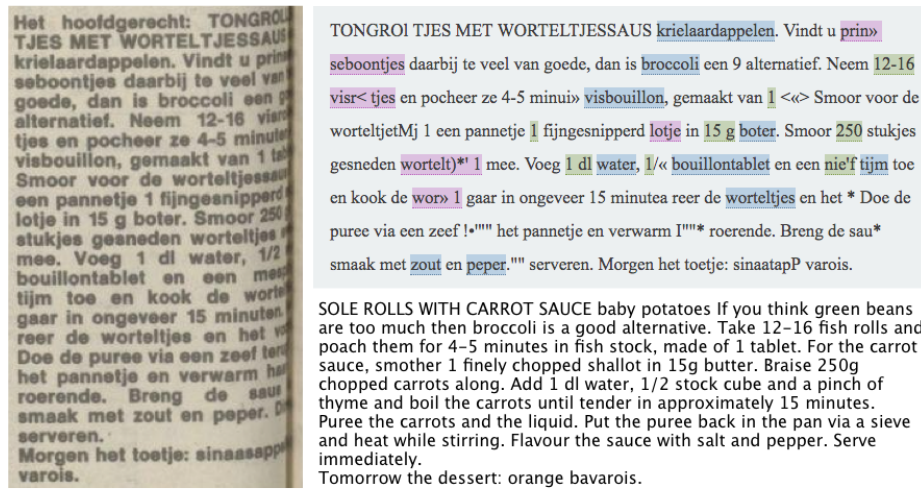 Het hoofdgerecht: TONGROL
TJES MET WORTELTJESSAUS
krielaardappelen. Vindt u prin
seboontjes daarbij te veel van
goede, dan is broccoli een
alternatief. Neem 12-16
tjes en pocheer ze 4-5 minuten
visbouillon, gemaakt van 1
Smoor voor de worteltjessau
een pannetje 1 fijngesnipperd
lotje in 15 g boter. Smoor 250
stukjes gesneden worteltjes
mee. Voeg 1 dl water, 1/2
bouillontablet en een
tijm toe en kook de
gaar in ongeveer 15 minuten.
reer de worteltjes en het
Doe de puree via een zeef
het pannetje en verwarm
roerende. Breng de saus
smaak met zout en peper.
serveren.
Morgen het toetje: sinaasapp
varois.
TONGROl TJES MET WORTELTJESSAUS krielaardappelen. Vindt u prin»
seboontjes daarbij te veel van goede, dan is broccoli een 9 alternatief. Neem 12-16
visr< tjes en pocheer ze 4-5 minui» visbouillon, gemaakt van 1 <«> Smoor voor de
worteltjetMj 1 een pannetje 1 fijngesnipperd lotje in 15 g boter. Smoor 250 stukjes
gesneden wortelt)*' 1 mee. Voeg 1 dl water, 1/« bouillontablet en een nie'f tijm toe
en kook de wor» 1 gaar in ongeveer 15 minutea reer de worteltjes en het * Doe de
puree via een zeef !•""" het pannetje en verwarm I""* roerende. Breng de sau*
smaak met zout en peper."" serveren. Morgen het toetje: sinaatapP varois.
SOLE ROLLS WITH CARROT SAUCE baby potatoes If you think green beans
are too much then broccoli is a good alternative. Take 12-16 fish rolls and
poach them for 4-5 minutes in fish stock, made of 1 tablet. For the carrot
sauce, smother 1 finely chopped shallot in 15g butter. Braise 250g
chopped carrots along. Add 1 dl water, 1/2 stock cube and a pinch of
thyme and boil the carrots until tender in approximately 15 minutes.
Puree the carrots and the liquid. Put the puree back in the pan via a sieve
and heat while stirring. Flavour the sauce with salt and pepper. Serve
immediately.
Tomorrow the dessert: orange bavarois.